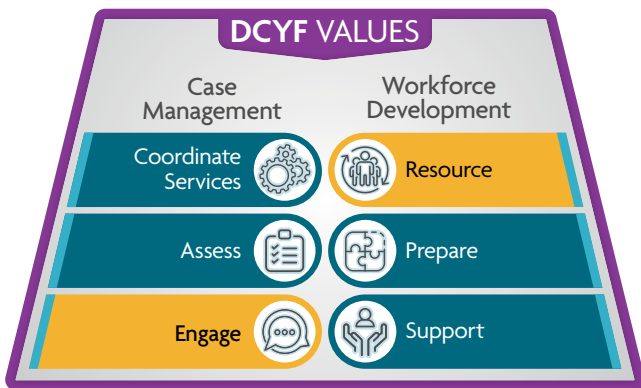 DCYF VALUES
Case
Management
Workforce
Development
Coordinate
Services
Resource
Assess
Prepare
Engage
Support